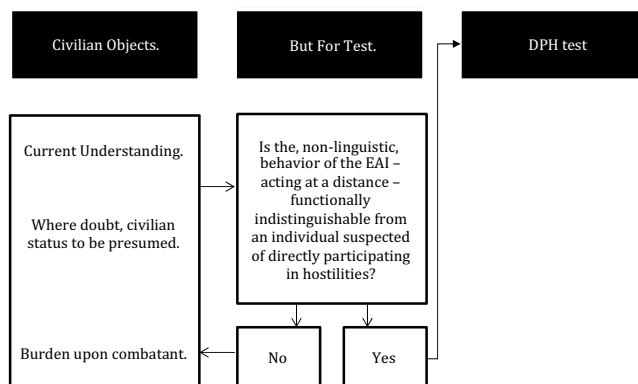 Civilian Objects.
But For Test.
DPH test
Current Understanding.
Where doubt, civilian
status to be presumed.
Burden upon combatant.
Is the, non-linguistic,
behavior of the EAI –
acting at a distance –
functionally
indistinguishable from
an individual suspected
of directly participating
in hostilities?
No
Yes